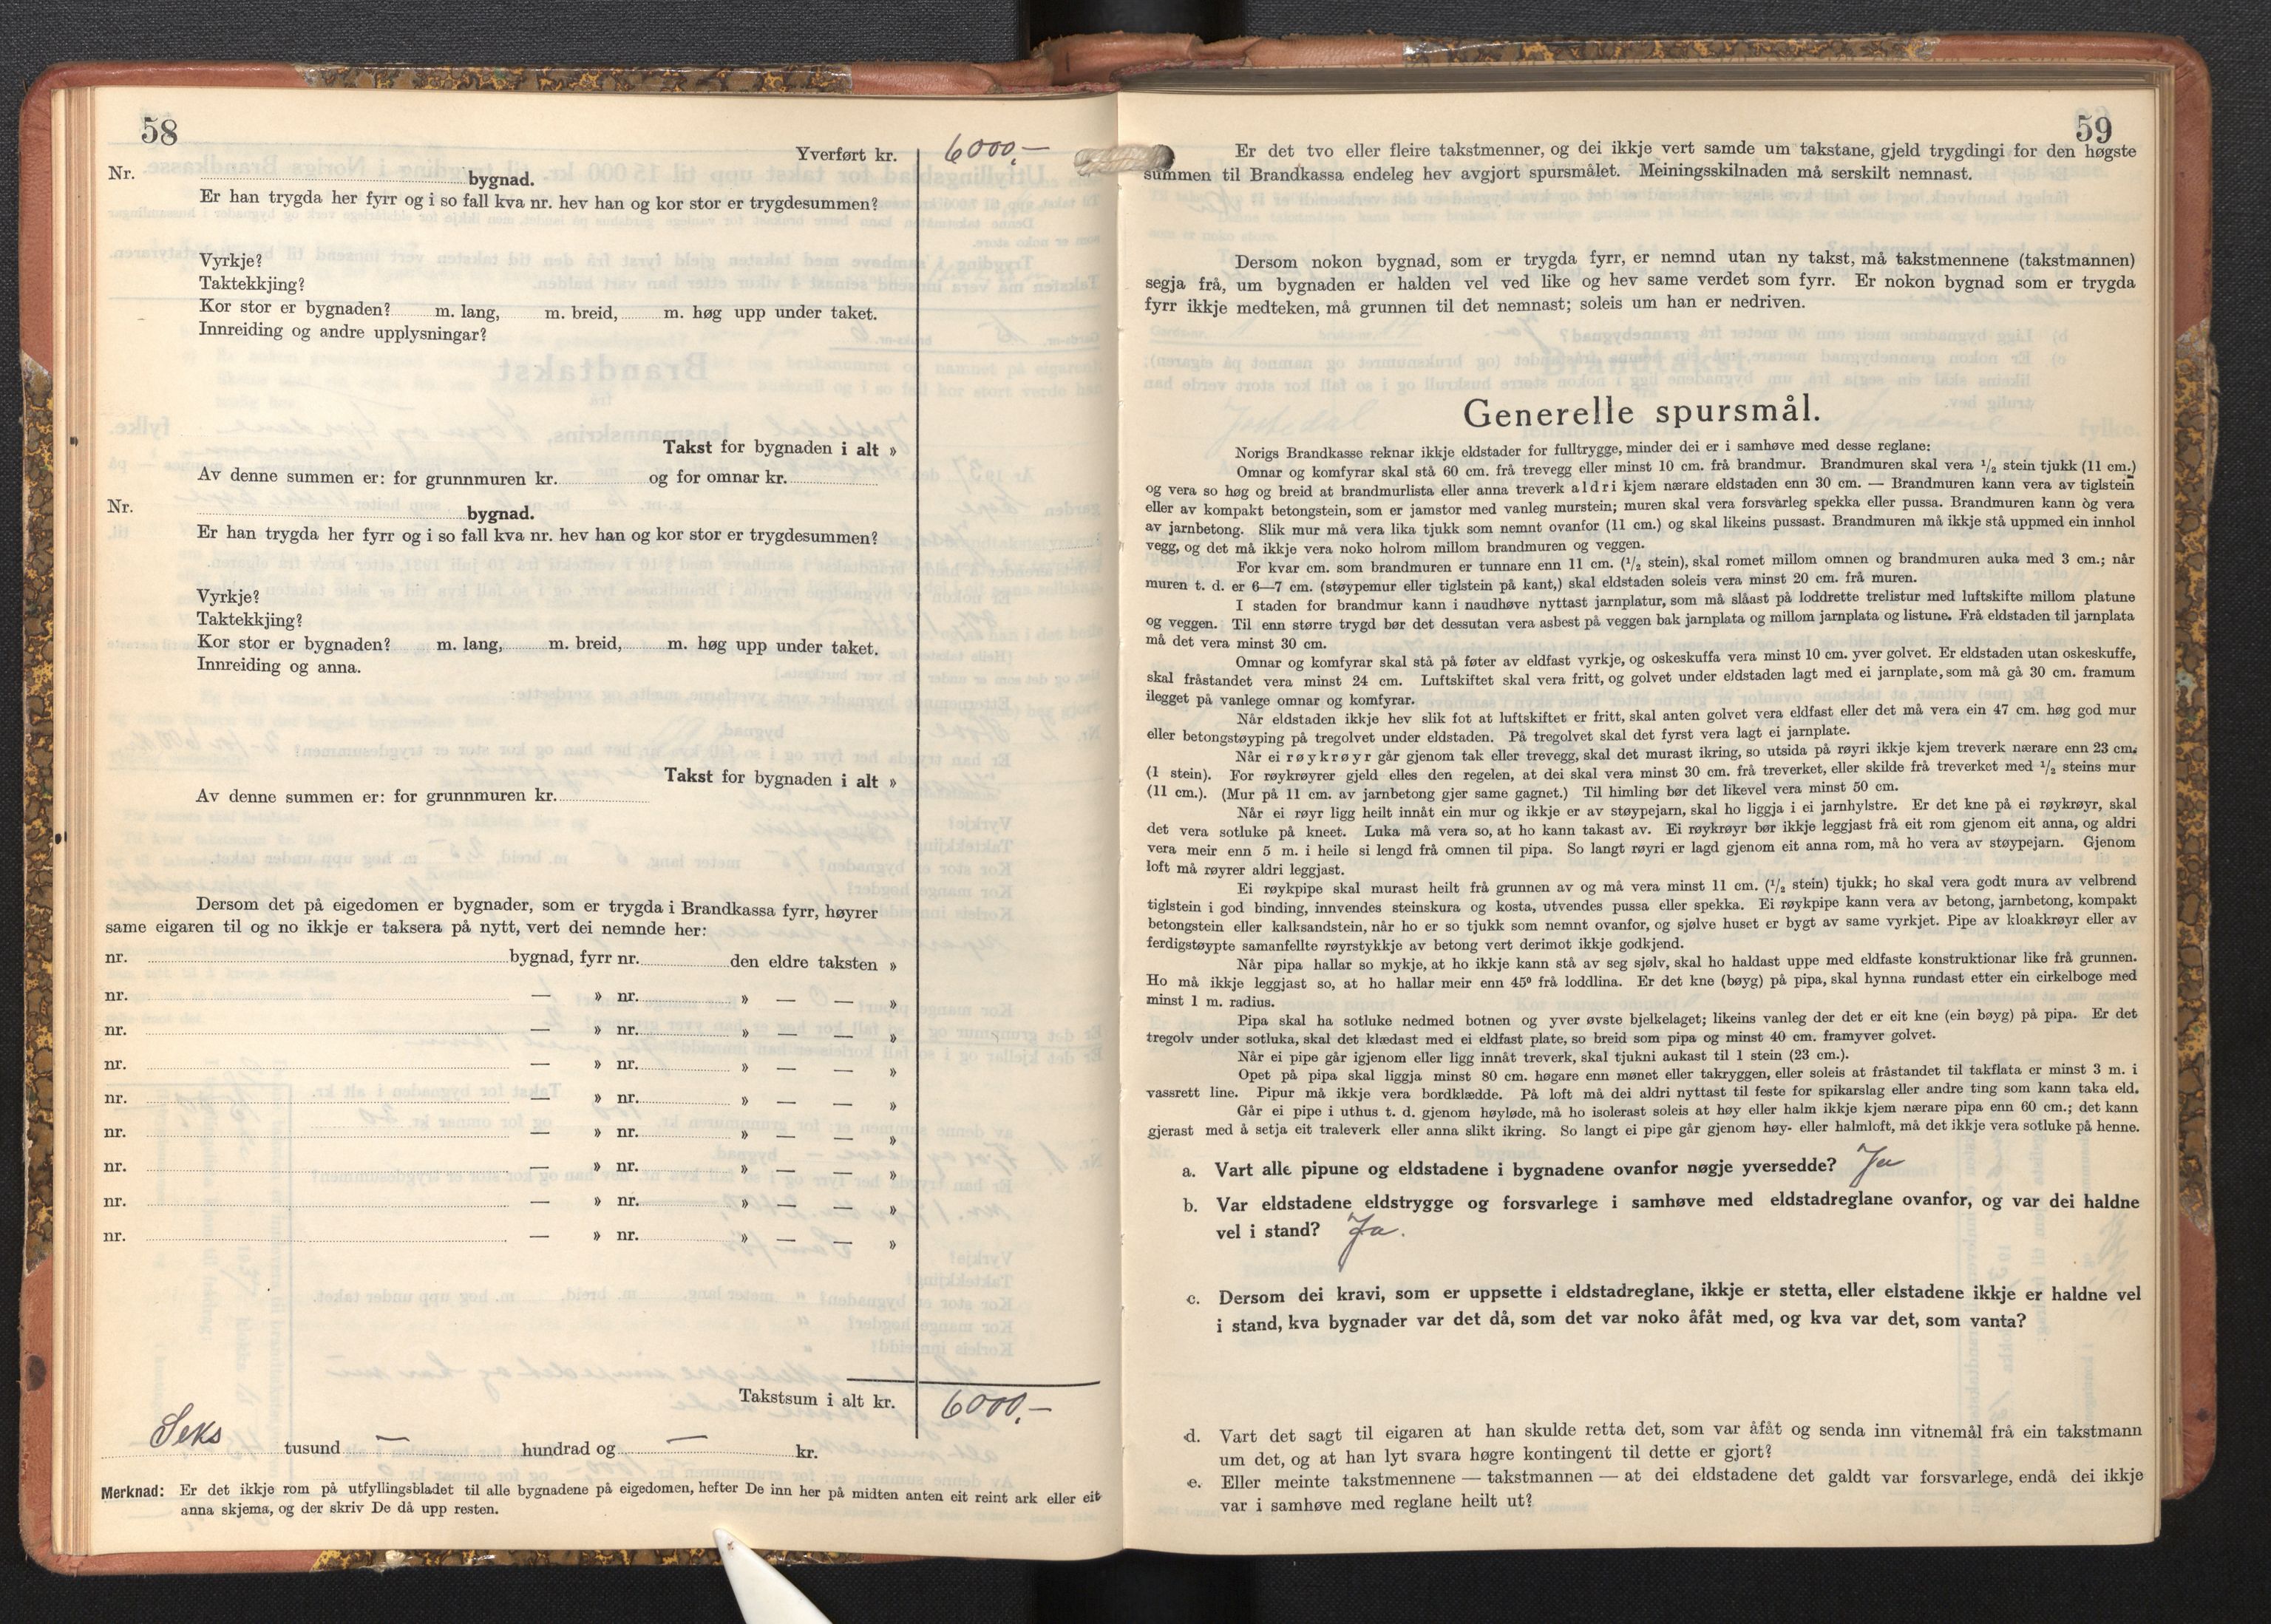 58
Yverført kr. 6000,-
Nr. bygnad.
Er han trygda her fyrr og i so fall kva nr. hev han og kor stor er trygdesummen?
Vyrkje?
Taktekkjing?
Kor stor er bygnaden? m. lang, m. breid, m. høg upp under taket.
Innreiding og andre upplysningar?
Takst for bygnaden i alt »
Av denne summen er: for grunnmuren kr. og for omnar kr.
Nr. bygnad.
Er han trygda her fyrr og i so fall kva nr. hev han og kor stor er trygdesummen?
Vyrkje?
Taktekkjing?
Kor stor er bygnaden? m. lang, m. breid, m. høg upp under taket.
Innreiding og anna.
Takst for bygnaden i alt »
Av denne summen er: for grunnmuren kr.
Dersom det på eigedomen er bygnader, som er trygda i Brandkassa fyrr, høyrer
same eigaren til og no ikkje er taksera på nytt, vert dei nemnde her:
nr. bygnad, fyrr nr. den eldre taksten »
nr. — » nr. » — — »
nr. — » nr. » — — »
nr. — » nr. » — — »
nr. — » nr. » — — »
nr. — » nr. » — — »
nr. — » nr. » — — »
nr. — » nr. » — — »
nr. — » nr. » — — »
Takstsum i alt kr. 6000,-
Seks tusund — hundrad og — kr.
Merknad: Er det ikkje rom på utfyllingsbladet til alle bygnadene på eigedomen, hefter De inn her på midten anten eit reint ark eller eit
anna skjema, og der skriv De då upp resten.
59
Er det tvo eller fleire takstmenner, og dei ikkje vert samde um takstane, gjeld trygdingi for den høgste
summen til Brandkassa endeleg hev avgjort spursmålet. Meiningsskilnaden må serskilt nemnast.
Dersom nokon bygnad, som er trygda fyrr, er nemnd utan ny takst, må takstmennene (takstmannen)
segja frå, um bygnaden er halden vel ved like og hev same verdet som fyrr. Er nokon bygnad som er trygda
fyrr ikkje medteken, må grunnen til det nemnast; soleis um han er nedriven.
Generelle spursmål.
Norigs Brandkasse reknar ikkje eldstader for fulltrygge, minder dei er i samhøve med desse reglane:
Omnar og komfyrar skal stå 60 cm. frå trevegg eller minst 10 cm. frå brandmur. Brandmuren skal vera 1/2 stein tjukk (11 cm.)
og vera so høg og breid at brandmurlista eller anna treverk aldri kjem nærare eldstaden enn 30 cm. — Brandmuren kann vera av tiglstein
eller av kompakt betongstein, som er jamstor med vanleg murstein; muren skal vera forsvarleg spekka eller pussa. Brandmuren kann òg vera
av jarnbetong. Slik mur må vera lika tjukk som nemnt ovanfor (11 cm.) og skal likeins pussast. Brandmuren må ikkje stå uppmed ein innhol
vegg, og det må ikkje vera noko holrom millom brandmuren og veggen.
For kvar cm. som brandmuren er tunnare enn 11 cm. (1/2 stein), skal romet millom omnen og brandmuren auka med 3 cm.; når
muren t. d. er 6—7 cm. (støypemur eller tiglstein på kant,) skal eldstaden soleis vera minst 20 cm. frå muren.
I staden for brandmur kann i naudhøve nyttast jarnplatur, som må slåast på loddrette trelistur med luftskifte millom platune
og veggen. Til enn større trygd bør det dessutan vera asbest på veggen bak jarnplata og millom jarnplata og listune. Frå eldstaden til jarnplata
må det vera minst 30 cm.
Omnar og komfyrar skal stå på føter av eldfast vyrkje, og oskeskuffa vera minst 10 cm. yver golvet. Er eldstaden utan oskeskuffe,
skal fråstandet vera minst 24 cm. Luftskiftet skal vera fritt, og golvet under eldstaden lagt med ei jarnplate, som må gå 30 cm. framum
ilegget på vanlege omnar og komfyrar.
Når eldstaden ikkje hev slik fot at luftskiftet er fritt, skal anten golvet vera eldfast eller det må vera ein 47 cm. høg god mur
eller betongstøyping på tregolvet under eldstaden. På tregolvet skal det fyrst vera lagt ei jarnplate.
Når ei røykrøyr går gjenom tak eller trevegg, skal det murast ikring, so utsida på røyri ikkje kjem treverk nærare enn 23 cm.
(1 stein). For røykrøyrer gjeld elles den regelen, at dei skal vera minst 30 cm. frå treverket, eller skilde frå treverket med 1/2 steins mur
(11 cm.). (Mur på 11 cm. av jarnbetong gjer same gagnet.) Til himling bør det likevel vera minst 50 cm.
Når ei røyr ligg heilt innåt ein mur og ikkje er av støypejarn, skal ho liggja i ei jarnhylstre. Er det kne på ei røykrøyr, skal
det vera sotluke på kneet. Luka må vera so, at ho kann takast av. Ei røykrøyr bør ikkje leggjast frå eit rom gjenom eit anna, og aldri
vera meir enn 5 m. i heile si lengd frå omnen til pipa. So langt røyri er lagd gjenom eit anna rom, må ho vera av støypejarn. Gjenom
loft må røyrer aldri leggjast.
Ei røykpipe skal murast heilt frå grunnen av og må vera minst 11 cm. (1/2 stein) tjukk; ho skal vera godt mura av velbrend
tiglstein i god binding, innvendes steinskura og kosta, utvendes pussa eller spekka. Ei røykpipe kann vera av betong, jarnbetong, kompakt
betongstein eller kalksandstein, når ho er so tjukk som nemnt ovanfor, og sjølve huset er bygt av same vyrkjet. Pipe av kloakkrøyr eller av
ferdigstøypte samanfellte røyrstykkje av betong vert derimot ikkje godkjend.
Når pipa hallar so mykje, at ho ikkje kann stå av seg sjølv, skal ho haldast uppe med eldfaste konstruktionar like frå grunnen.
Ho må ikkje leggjast so, at ho hallar meir enn 45° frå loddlina. Er det kne (bøyg) på pipa, skal hynna rundast etter ein cirkelboge med
minst 1 m. radius.
Pipa skal ha sotluke nedmed botnen og yver øvste bjelkelaget; likeins vanleg der det er eit kne (ein bøyg) på pipa. Er det
tregolv under sotluka, skal det klædast med ei eldfast plate, so breid som pipa og minst 40 cm. framyver golvet.
Når ei pipe går igjenom eller ligg innåt treverk, skal tjukni aukast til 1 stein (23 cm.).
Opet på pipa skal liggja minst 80 cm. høgare enn mønet eller takryggen, eller soleis at fråstandet til takflata er minst 3 m. i
vassrett line. Pipur må ikkje vera bordklædde. På loft må dei aldri nyttast til feste for spikarslag eller andre ting som kann taka eld.
Går ei pipe i uthus t. d. gjenom høyløde, må ho isolerast soleis at høy eller halm ikkje kjem nærare pipa enn 60 cm.; det kann
gjerast med å setja eit traleverk eller anna slikt ikring. So langt ei pipe går gjenom høy- eller halmloft, må det ikkje vera sotluke på henne.
a. Vart alle pipune og eldstadene i bygnadene ovanfor nøgje yversedde? Ja
b. Var eldstadene eldstrygge og forsvarlege i samhøve med eldstadreglane ovanfor, og var dei haldne
vel i stand? Ja.
c. Dersom dei kravi, som er uppsette i eldstadreglane, ikkje er stetta, eller elstadene ikkje er haldne vel
i stand, kva bygnader var det då, som det var noko åfåt med, og kva var det, som vanta?
d. Vart det sagt til eigaren at han skulde retta det, som var åfåt og senda inn vitnemål frå ein takstmann
um det, og at han lyt svara høgre kontingent til dette er gjort?
e. Eller meinte takstmennene — takstmannen — at dei eldstadene det galdt var forsvarlege, endå dei ikkje
var i samhøve med reglane heilt ut?